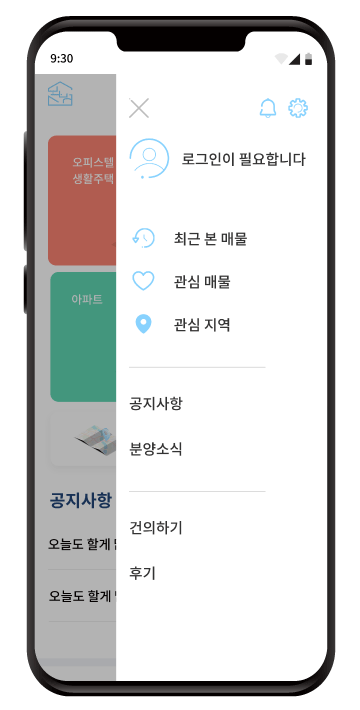 9:30
로그인이 필요합니다
오피스텔
생활주택
최근 본 매물
관심 매물
아파트
관심 지역
공지사항
분양소식
공지사항
오늘도 할게
건의하기
후기
오늘도 할게